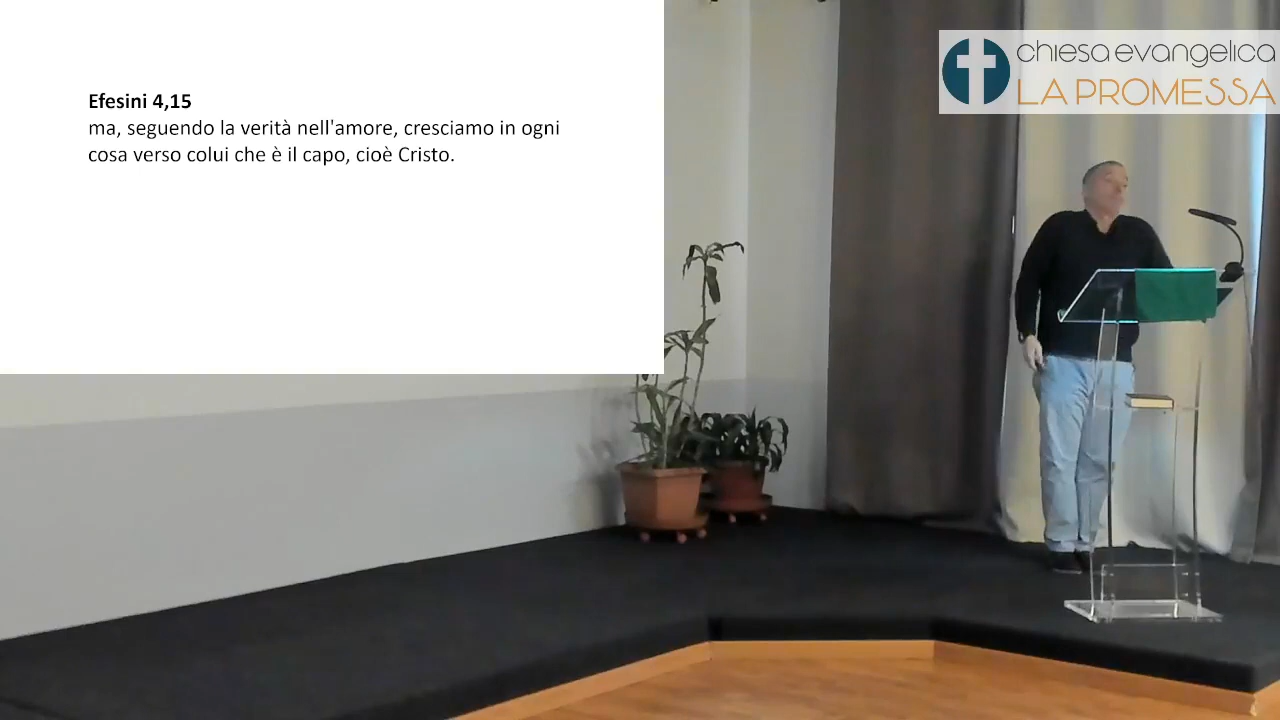 Efesini 4,15
ma, seguendo la verità nell'amore, cresciamo in ogni
cosa verso colui che è il capo, cioè Cristo.
chiesa evangelica
LA PROMESSA